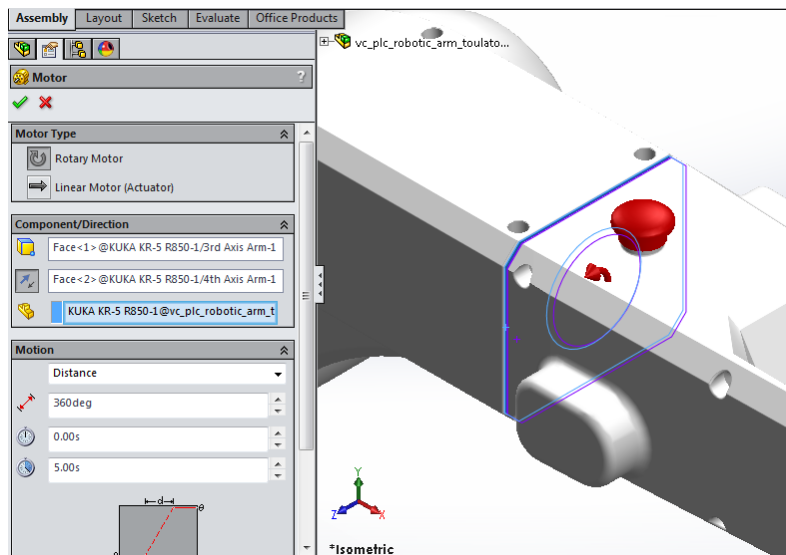 Assembly Layout Sketch Evaluate Office Products
vc_plc_robotic_arm_toulato...
Motor ?
Motor Type
Rotary Motor
Linear Motor (Actuator)
Component/Direction
Face<1>@KUKA KR-5 R850-1/3rd Axis Arm-1
Face<2>@KUKA KR-5 R850-1/4th Axis Arm-1
KUKA KR-5 R850-1@vc_plc_robotic_arm_t
Motion
Distance
360deg
0.00s
5.00s
d
θ
Y
Z X
*Isometric